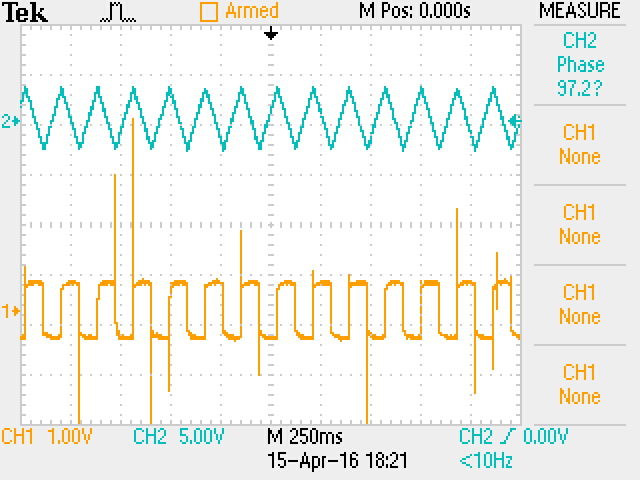 Tek Armed M Pos: 0.000s MEASURE
CH2
Phase
97.2?
2
CH1
None
CH1
None
CH1
None
1
CH1
None
CH1 1.00V CH2 5.00V M 250ms CH2 0.00V
15-Apr-16 18:21 <10Hz